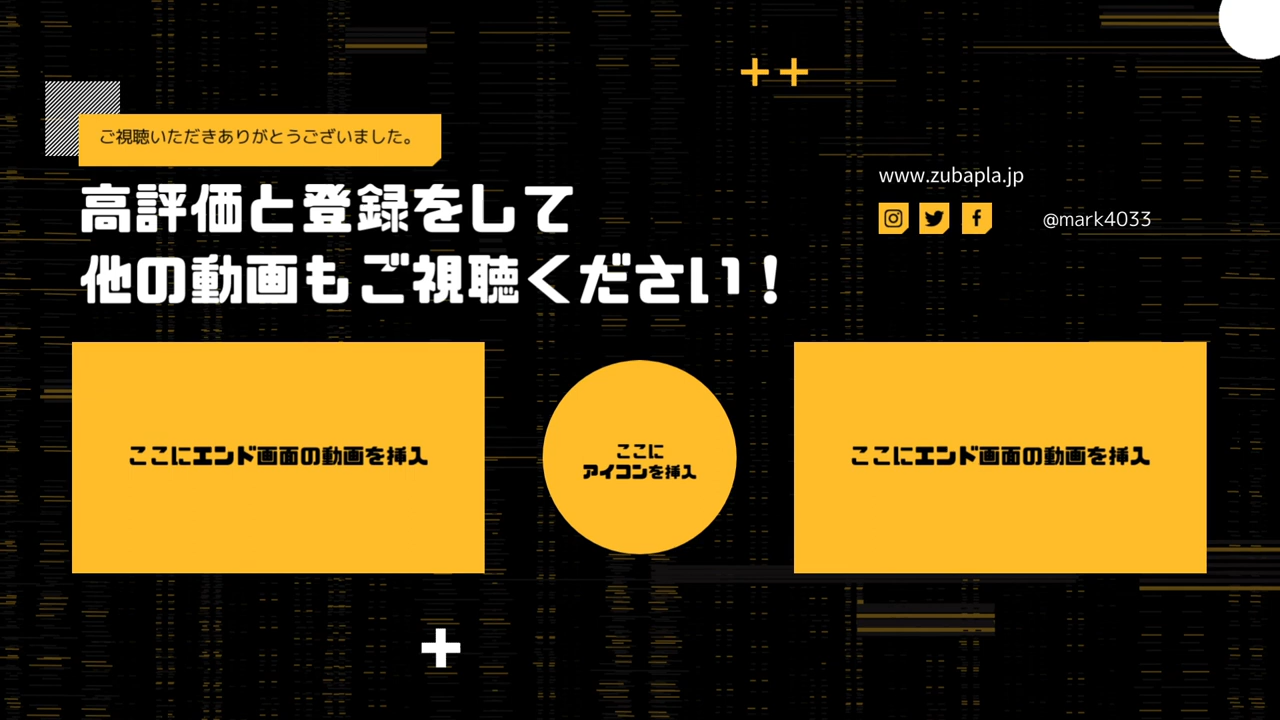 ご視聴いただきありがとうございました。
高評価と登録をして
他の動画もご視聴ください！
www.zubapla.jp
@mark4033
ここにエンド画面の動画を挿入
ここに
アイコンを挿入
ここにエンド画面の動画を挿入